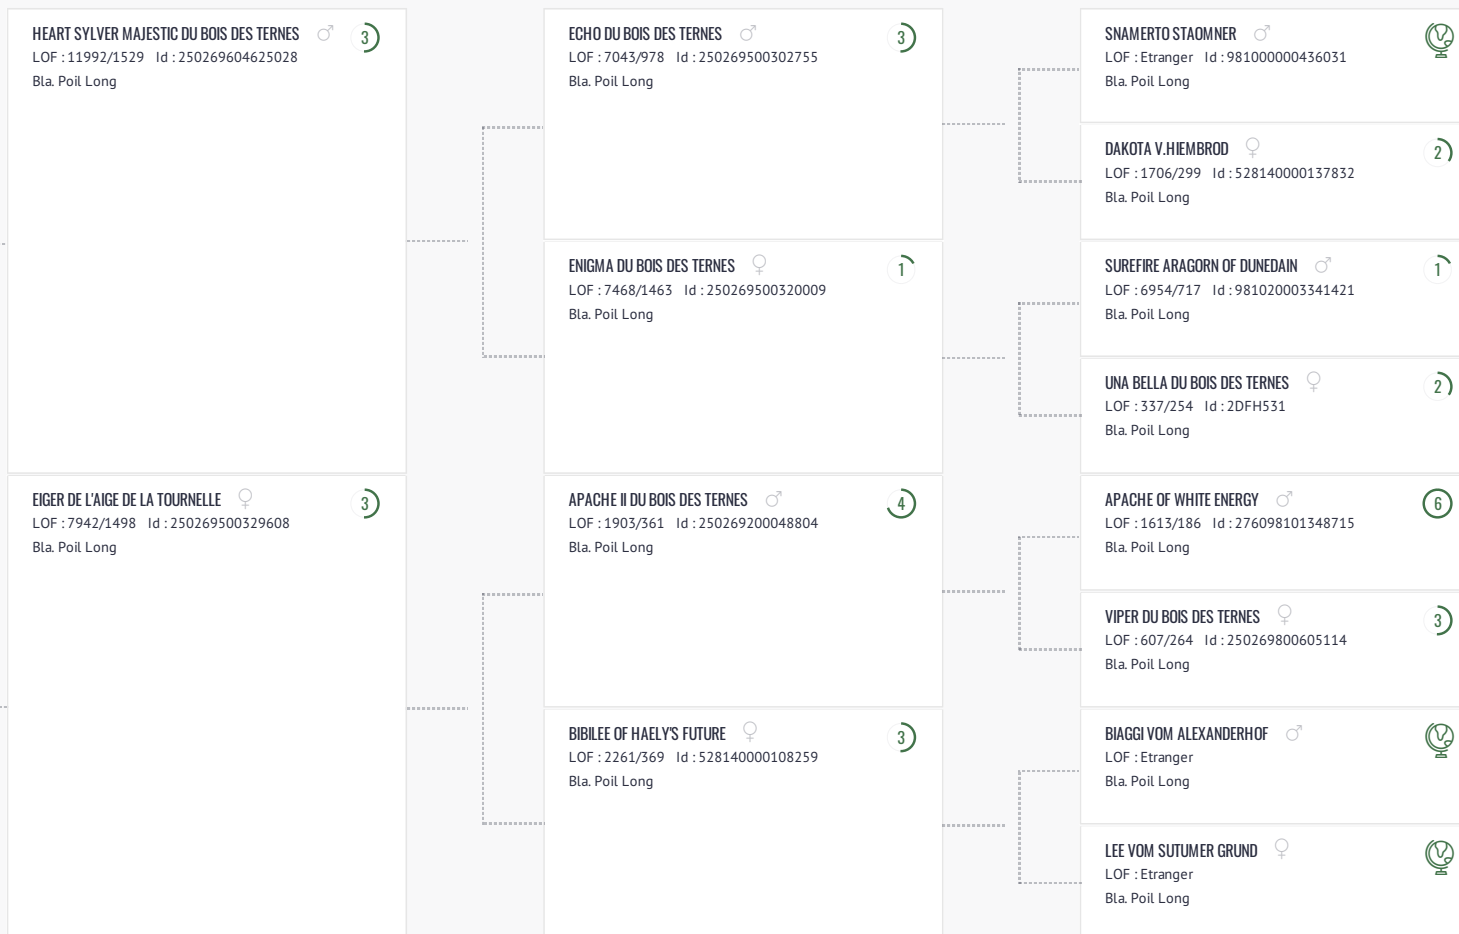 HEART SYLVER MAJESTIC DU BOIS DES TERNES 3
LOF : 11992/1529 Id : 250269604625028
Bla. Poil Long
EIGER DE L'AIGE DE LA TOURNELLE 3
LOF : 7942/1498 Id : 250269500329608
Bla. Poil Long
ECHO DU BOIS DES TERNES 3
LOF : 7043/978 Id : 250269500302755
Bla. Poil Long
ENIGMA DU BOIS DES TERNES 1
LOF : 7468/1463 Id : 250269500320009
Bla. Poil Long
APACHE II DU BOIS DES TERNES 4
LOF : 1903/361 Id : 250269200048804
Bla. Poil Long
BIBILEE OF HAELY'S FUTURE 3
LOF : 2261/369 Id : 528140000108259
Bla. Poil Long
SNAMERTO STAOMNER
LOF : Etranger Id : 981000000436031
Bla. Poil Long
DAKOTA V.HIEMBROD 2
LOF : 1706/299 Id : 528140000137832
Bla. Poil Long
SUREFIRE ARAGORN OF DUNEDAIN 1
LOF : 6954/717 Id : 981020003341421
Bla. Poil Long
UNA BELLA DU BOIS DES TERNES 2
LOF : 337/254 Id : 2DFH531
Bla. Poil Long
APACHE OF WHITE ENERGY 6
LOF : 1613/186 Id : 276098101348715
Bla. Poil Long
VIPER DU BOIS DES TERNES 3
LOF : 607/264 Id : 250269800605114
Bla. Poil Long
BIAGGI VOM ALEXANDERHOF
LOF : Etranger
Bla. Poil Long
LEE VOM SUTUMER GRUND
LOF : Etranger
Bla. Poil Long